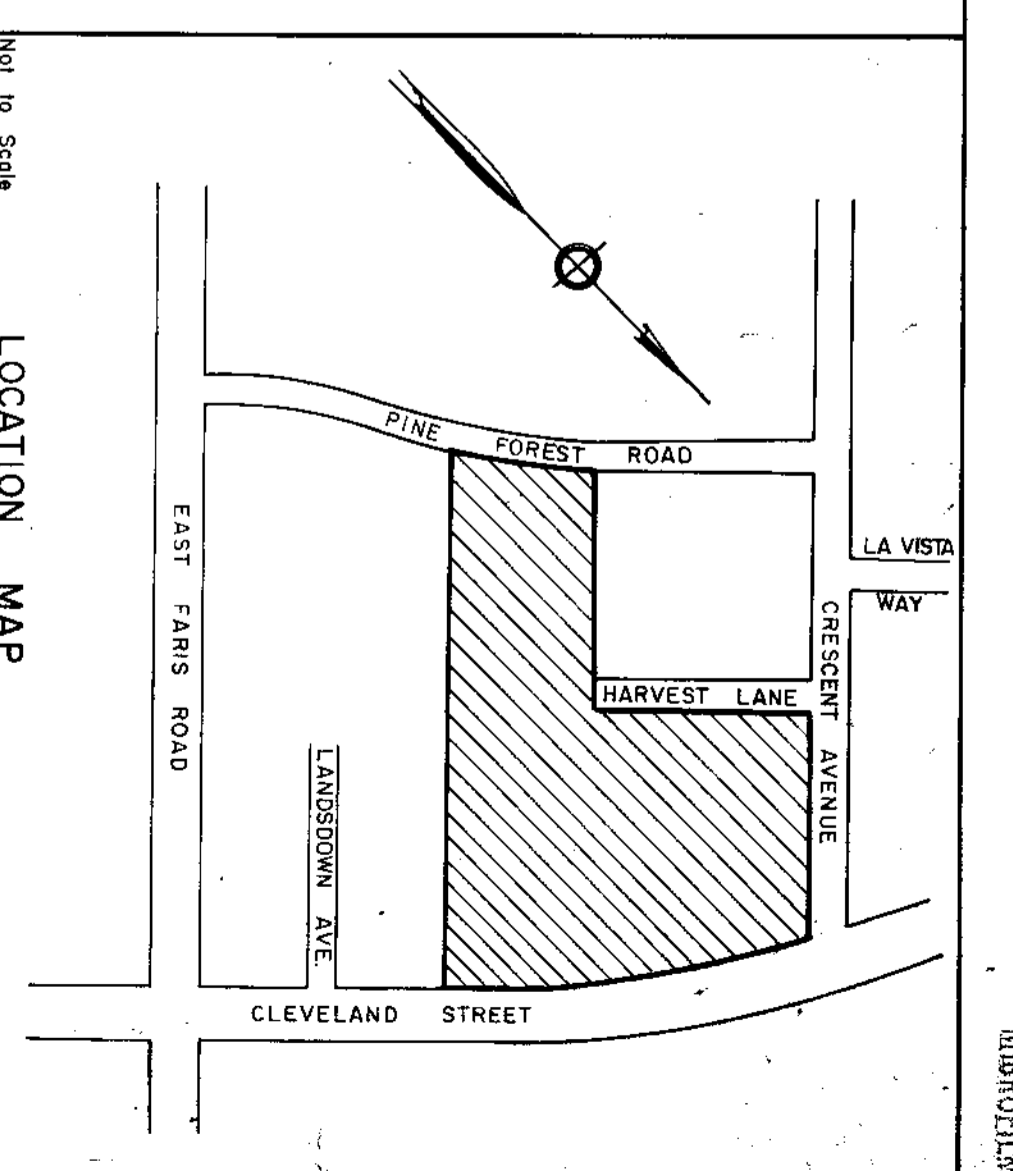 Not to Scale
LOCATION MAP
PINE FOREST ROAD
LA VISTA
WAY
EAST FARIS ROAD
CRESCENT AVENUE
HARVEST LANE
LANDSDOWN AVE.
CLEVELAND STREET